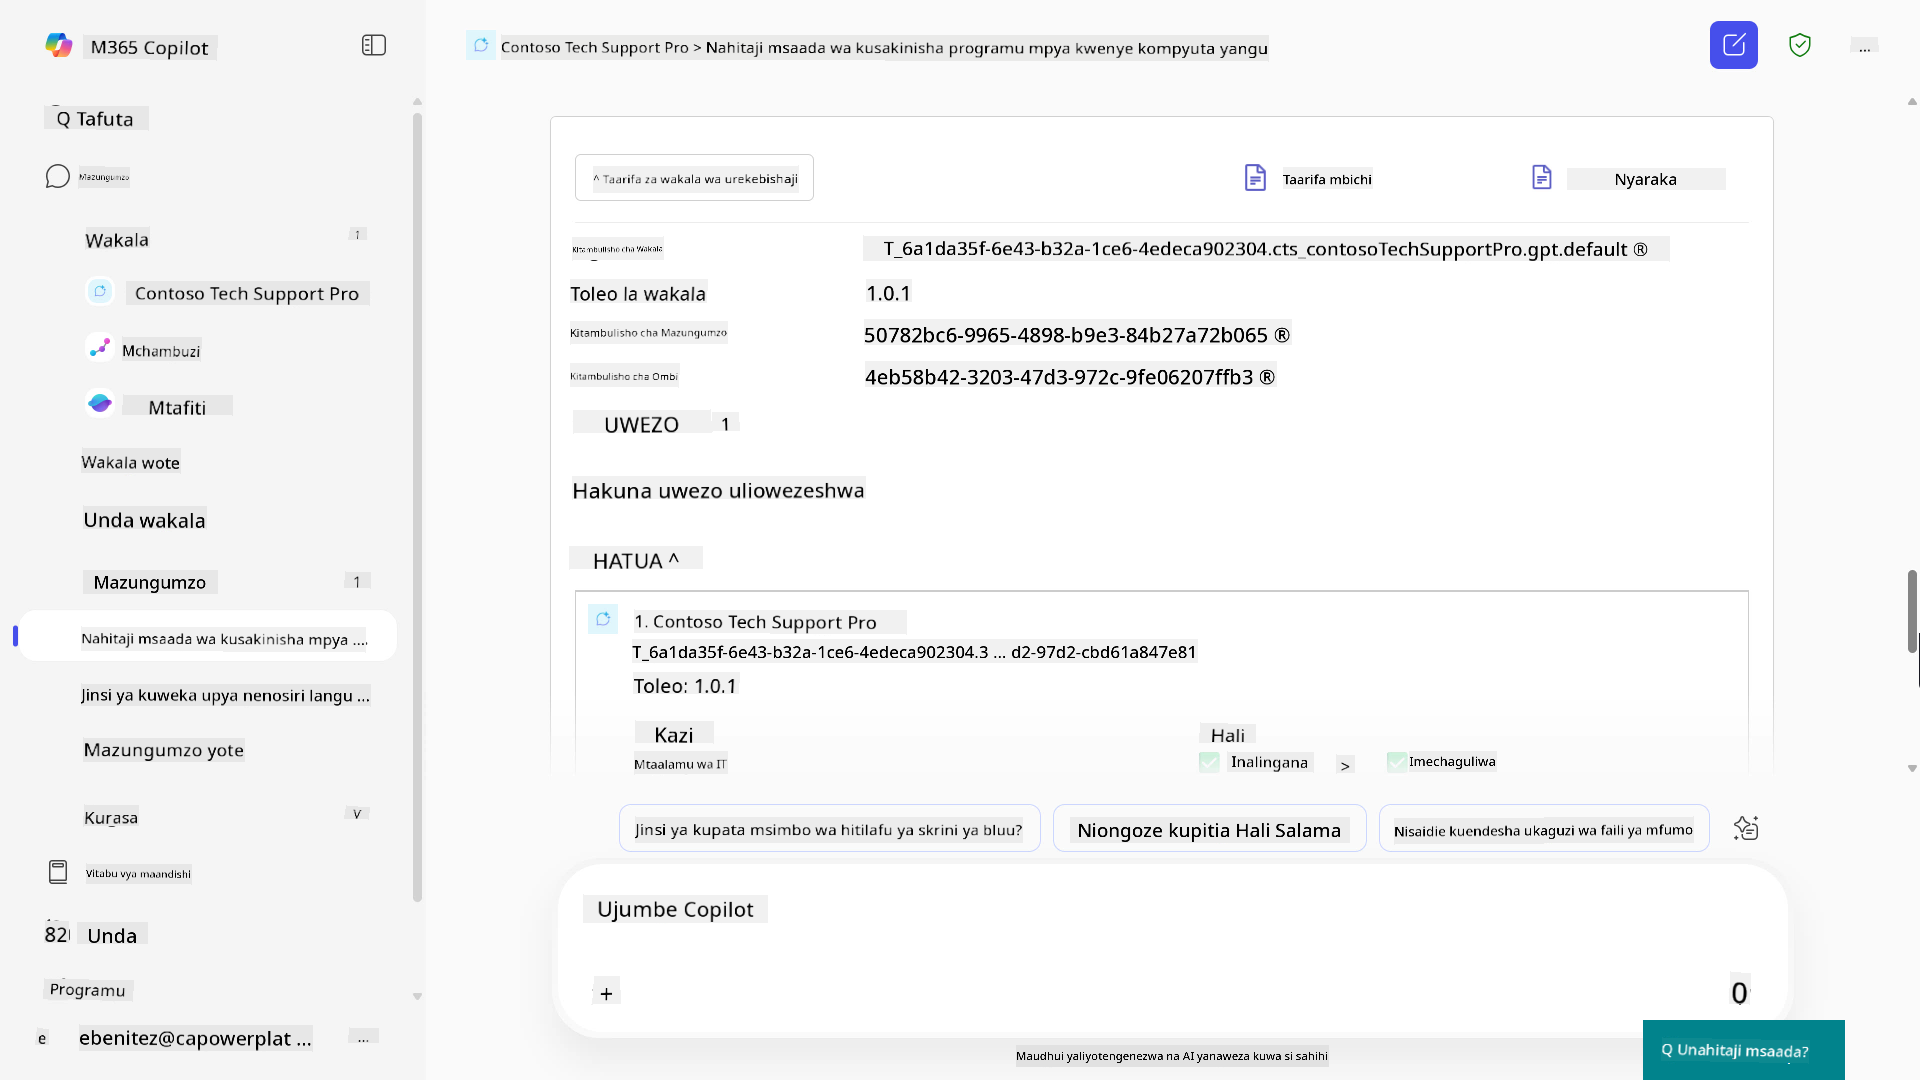 M365 Copilot
Q Tafuta
Mazungumzo
Wakala
1
Contoso Tech Support Pro
Mchambuzi
Mtafiti
Wakala wote
Unda wakala
Mazungumzo
1
Nahitaji msaada wa kusakinisha mpya ....
Jinsi ya kuweka upya nenosiri langu ...
Mazungumzo yote
Kurasa
V
Vitabu vya maandishi
82
Unda
Programu
e
ebenitez@capowerplat ...
...
Contoso Tech Support Pro > Nahitaji msaada wa kusakinisha programu mpya kwenye kompyuta yangu
...
^ Taarifa za wakala wa urekebishaji
Taarifa mbichi
Nyaraka
Kitambulisho cha Wakala
T_6a1da35f-6e43-b32a-1ce6-4edeca902304.cts_contosoTechSupportPro.gpt.default ®
Toleo la wakala
1.0.1
Kitambulisho cha Mazungumzo
50782bc6-9965-4898-b9e3-84b27a72b065 ®
Kitambulisho cha Ombi
4eb58b42-3203-47d3-972c-9fe06207ffb3 ®
UWEZO
1
Hakuna uwezo uliowezeshwa
HATUA ^
1. Contoso Tech Support Pro
T_6a1da35f-6e43-b32a-1ce6-4edeca902304.3 ... d2-97d2-cbd61a847e81
Toleo: 1.0.1
Kazi
Hali
Mtaalamu wa IT
Inalingana
>
Imechaguliwa
Jinsi ya kupata msimbo wa hitilafu ya skrini ya bluu?
Niongoze kupitia Hali Salama
Nisaidie kuendesha ukaguzi wa faili ya mfumo
Ujumbe Copilot
+
0
Maudhui yaliyotengenezwa na AI yanaweza kuwa si sahihi
Q Unahitaji msaada?